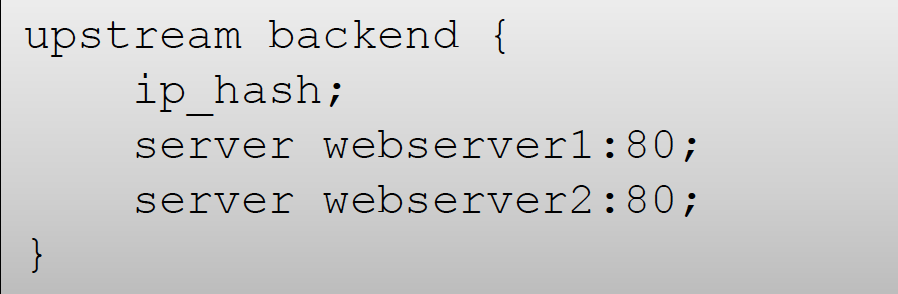 upstream backend {
    ip_hash;
    server webserver1:80;
    server webserver2:80;
}